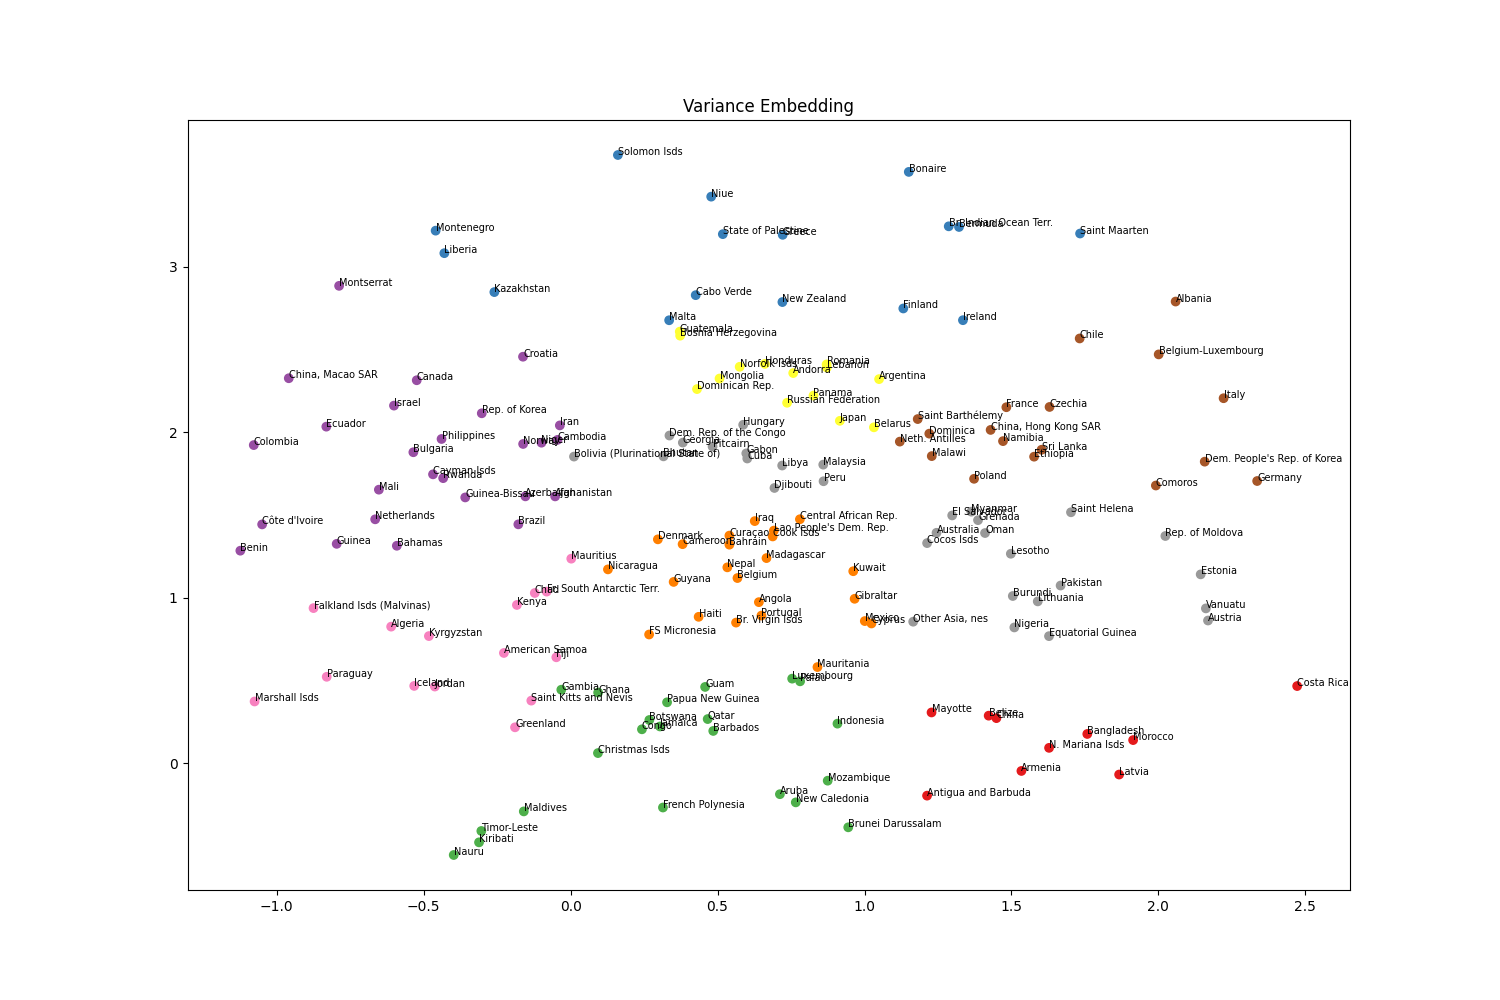 Variance Embedding
Solomon Isds
Bonaire
Niue
Br. Indian Ocean Terr.
Bermuda
Montenegro
State of Palestine
Greece
Saint Maarten
Liberia
3
Montserrat
Kazakhstan
Cabo Verde
New Zealand
Albania
Finland
Malta
Ireland
Guatemala
Bosnia Herzegovina
Chile
Croatia
Belgium-Luxembourg
Honduras
Romania
Norfolk Isds
Lebanon
Andorra
China, Macao SAR
Canada
Mongolia
Argentina
Dominican Rep.
Panama
Italy
Israel
Russian Federation
France
Czechia
Rep. of Korea
Saint Barthélemy
Japan
Ecuador
Iran
Hungary
Belarus
China, Hong Kong SAR
2
Dem. Rep. of the Congo
Dominica
Philippines
Cambodia
Norway
Niger
Georgia
Pitcairn
Neth. Antilles
Namibia
Colombia
Bulgaria
Bolivia (Plurinational State of)
Bhutan
Gabon
Cuba
Malawi
Sri Lanka
Ethiopia
Libya
Malaysia
Dem. People's Rep. of Korea
Cayman Isds
Rwanda
Peru
Poland
Germany
Mali
Djibouti
Comoros
Guinea-Bissau
Azerbaijan
Afghanistan
Côte d'Ivoire
Netherlands
Brazil
Iraq
Central African Rep.
El Salvador
Myanmar
Grenada
Saint Helena
Denmark
Curaçao
Lao People's Dem. Rep.
Cook Isds
Australia
Oman
Rep. of Moldova
Benin
Guinea
Bahamas
Cameroon
Bahrain
Cocos Isds
Mauritius
Madagascar
Lesotho
Nicaragua
Nepal
Belgium
Kuwait
Estonia
Guyana
Chad
Fr. South Antarctic Terr.
Pakistan
1
Kenya
Angola
Gibraltar
Burundi
Lithuania
Falkland Isds (Malvinas)
Haiti
Portugal
Br. Virgin Isds
Mexico
Cyprus
Other Asia, nes
Vanuatu
Austria
Algeria
Kyrgyzstan
FS Micronesia
Nigeria
Equatorial Guinea
American Samoa
Fiji
Mauritania
Paraguay
Iceland
Jordan
Gambia
Ghana
Guam
Luxembourg
Palau
Costa Rica
Marshall Isds
Saint Kitts and Nevis
Papua New Guinea
Greenland
Botswana
Congo
Jamaica
Qatar
Barbados
Indonesia
Mayotte
Belize
China
Christmas Isds
Bangladesh
Morocco
N. Mariana Isds
0
Armenia
Latvia
Mozambique
Aruba
New Caledonia
Antigua and Barbuda
Maldives
French Polynesia
Timor-Leste
Kiribati
Brunei Darussalam
Nauru
−1.0 −0.5 0.0 0.5 1.0 1.5 2.0 2.5